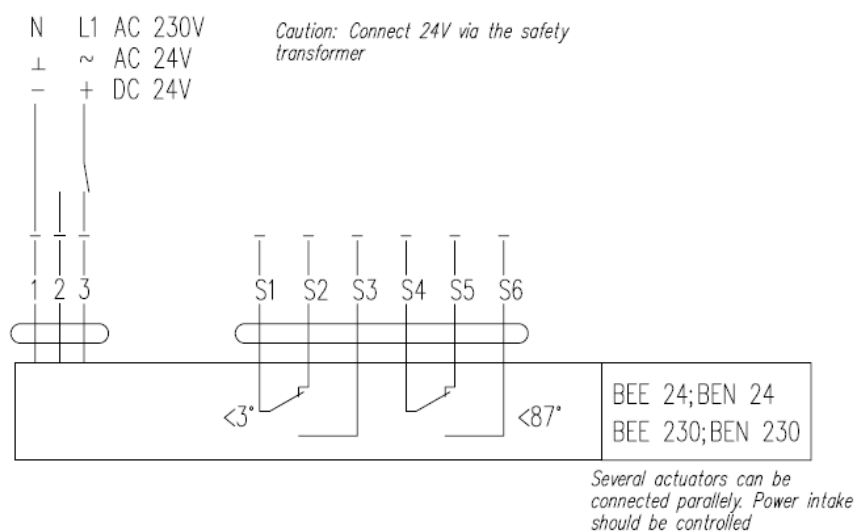 N L1 AC 230V
⊥ ~ AC 24V
− + DC 24V
Caution: Connect 24V via the safety
transformer
1 2 3 S1 S2 S3 S4 S5 S6
<3° <87°
BEE 24;BEN 24
BEE 230;BEN 230
Several actuators can be
connected parallely. Power intake
should be controlled